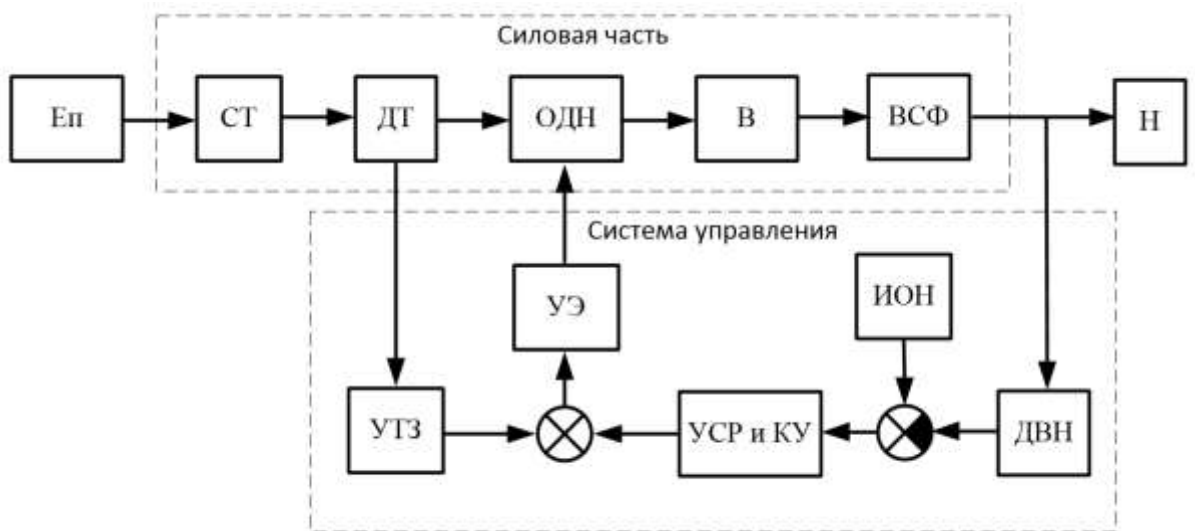 Силовая часть
Еп
СТ
ДТ
ОДН
В
ВСФ
Н
Система управления
УЭ
ИОН
УТЗ
УСР и КУ
ДВН